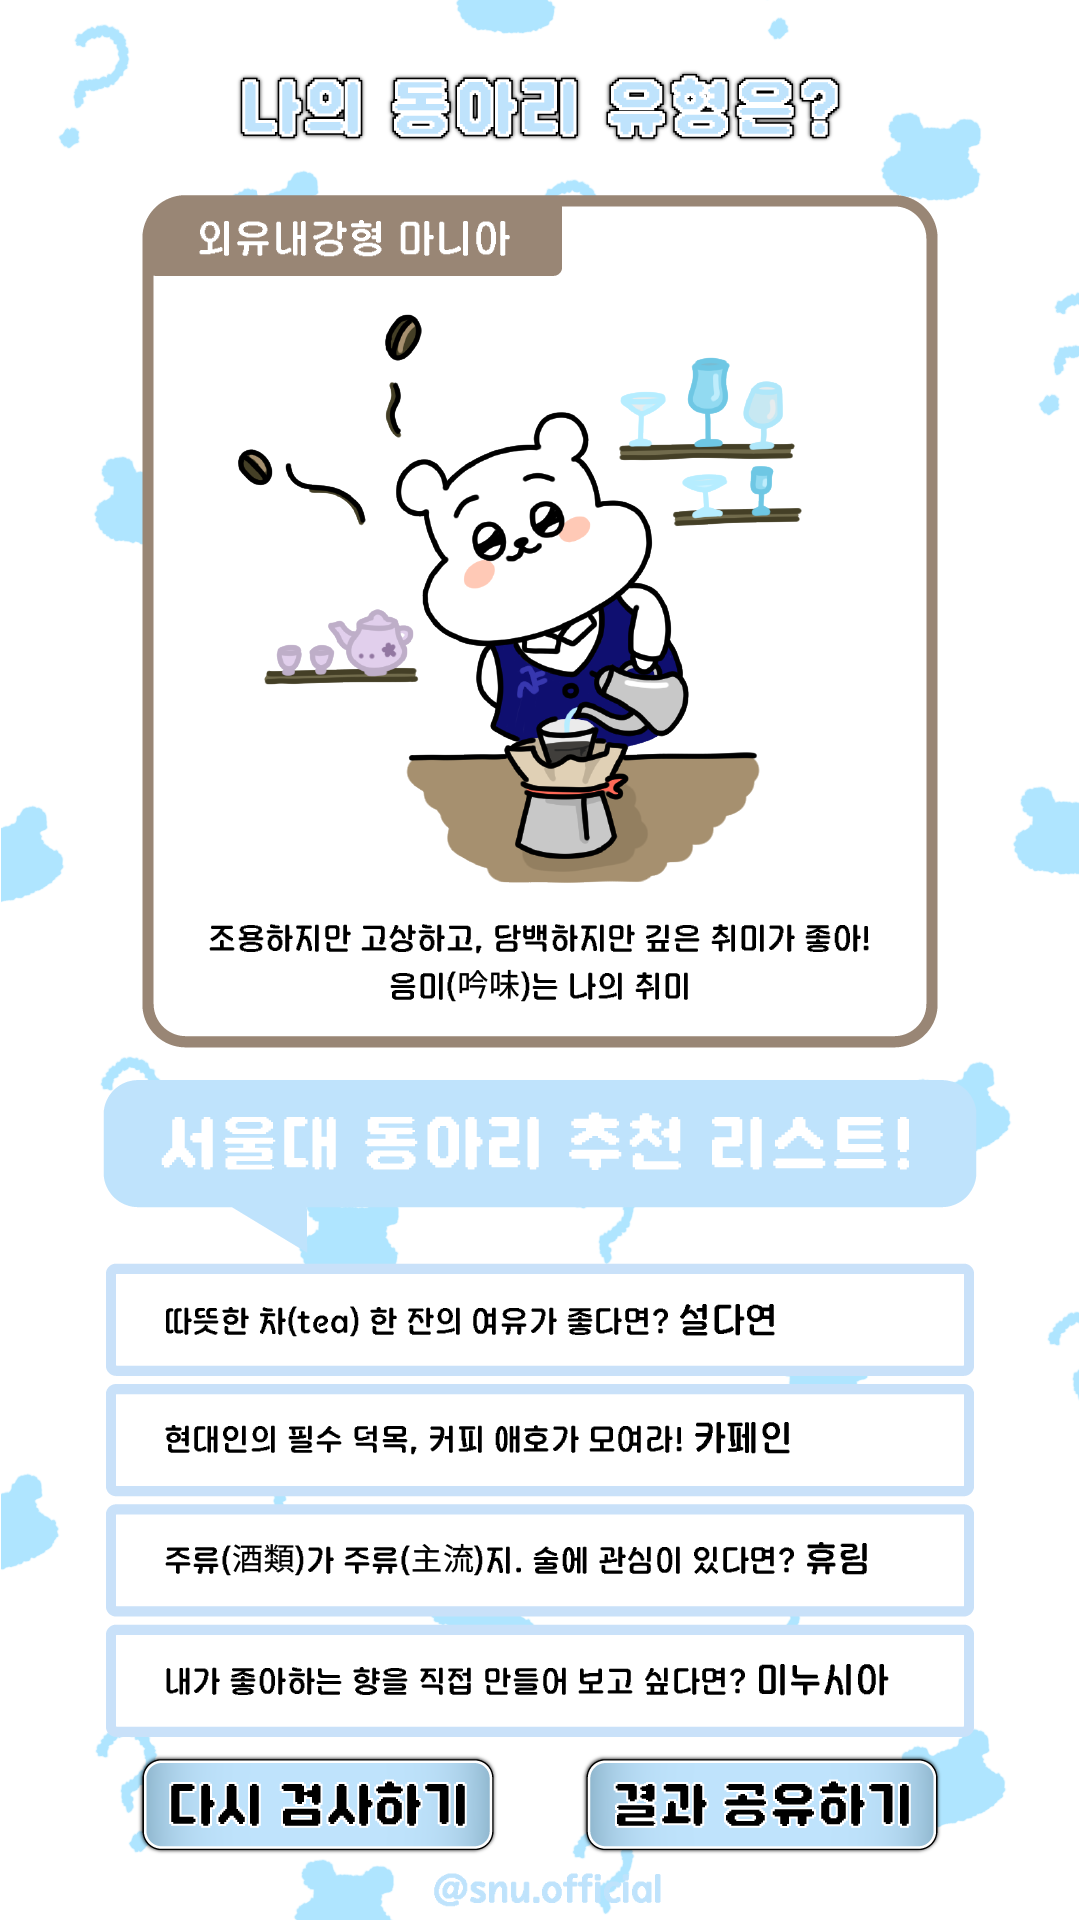 나의 동아리 유형은?
외유내강형 마니아
조용하지만 고상하고, 담백하지만 깊은 취미가 좋아!
음미(吟味)는 나의 취미
서울대 동아리 추천 리스트!
따뜻한 차(tea) 한 잔의 여유가 좋다면? 설다연
현대인의 필수 덕목, 커피 애호가 모여라! 카페인
주류(酒類)가 주류(主流)지. 술에 관심이 있다면? 휴림
내가 좋아하는 향을 직접 만들어 보고 싶다면? 미누시아
다시 검사하기
결과 공유하기
@snu.official